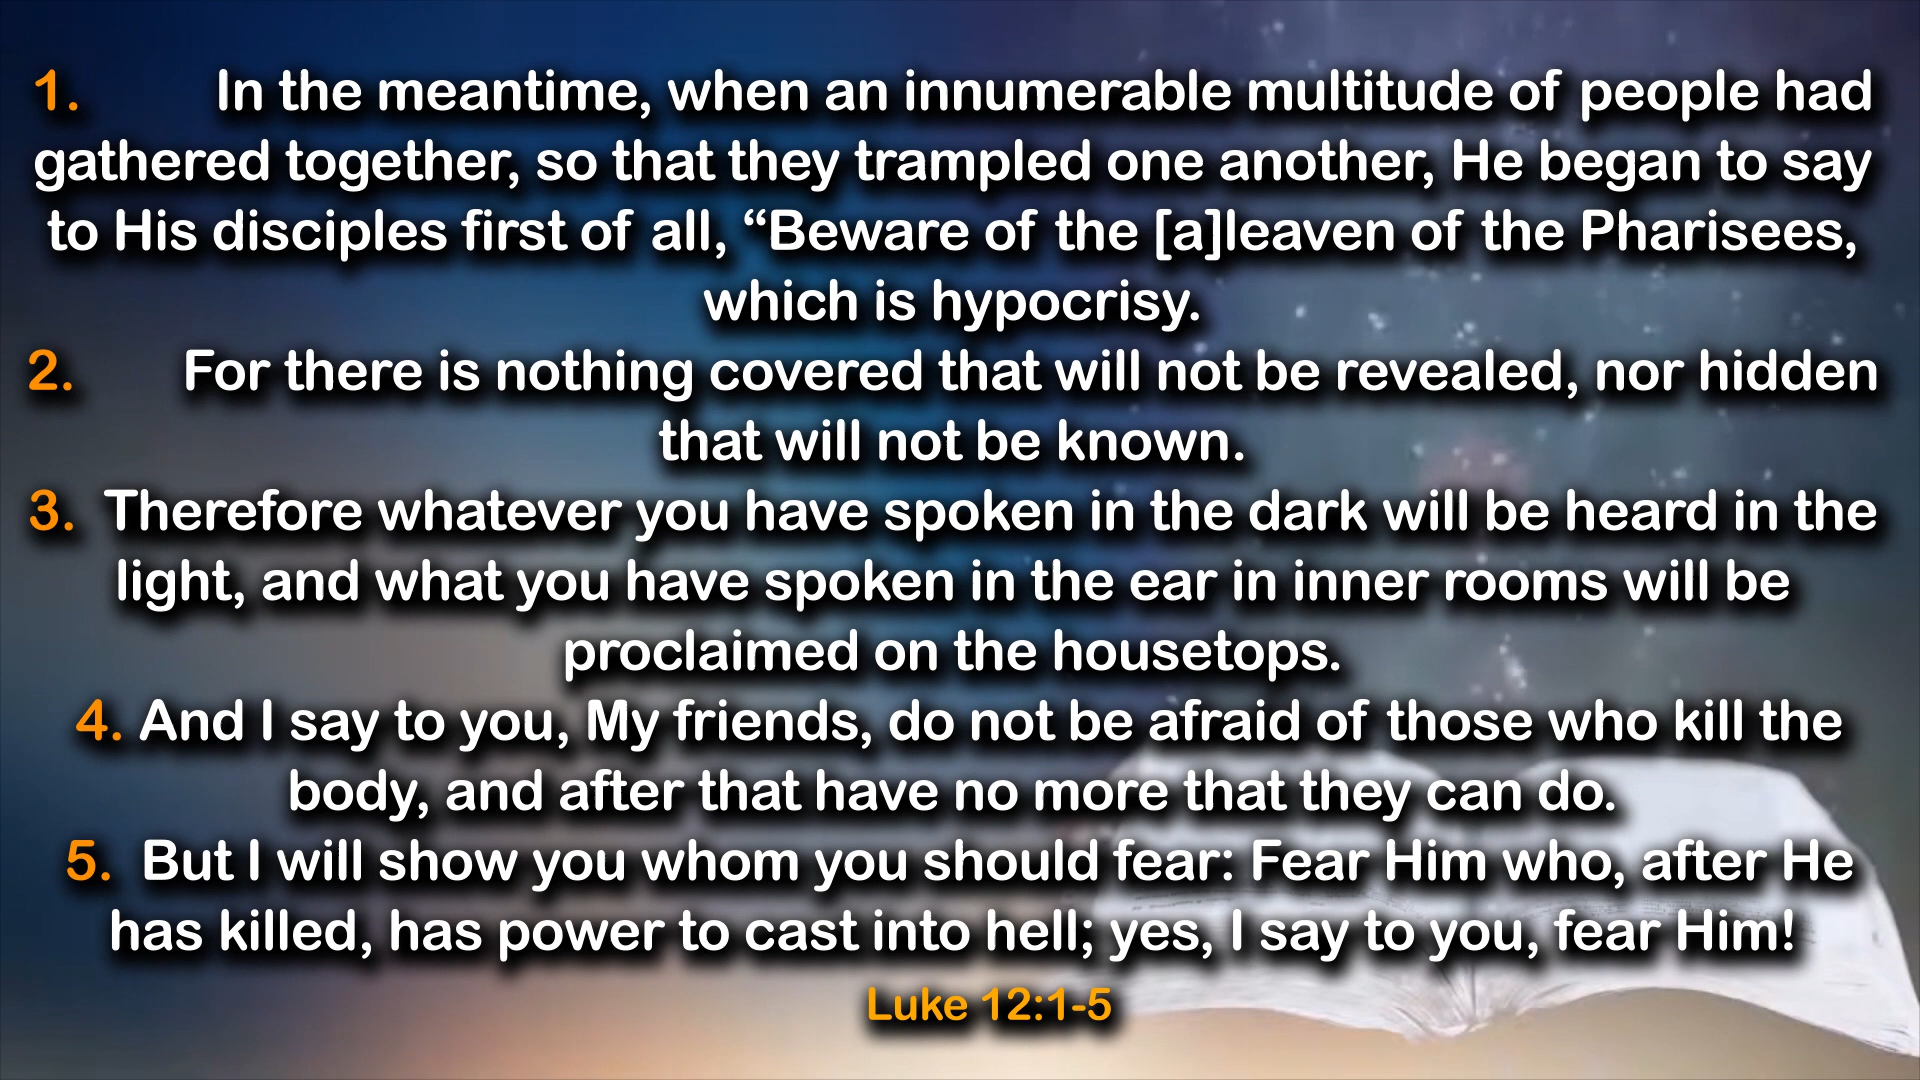 1. In the meantime, when an innumerable multitude of people had
gathered together, so that they trampled one another, He began to say
to His disciples first of all, “Beware of the [a]leaven of the Pharisees,
which is hypocrisy.
2. For there is nothing covered that will not be revealed, nor hidden
that will not be known.
3. Therefore whatever you have spoken in the dark will be heard in the
light, and what you have spoken in the ear in inner rooms will be
proclaimed on the housetops.
4. And I say to you, My friends, do not be afraid of those who kill the
body, and after that have no more that they can do.
5. But I will show you whom you should fear: Fear Him who, after He
has killed, has power to cast into hell; yes, I say to you, fear Him!
Luke 12:1-5